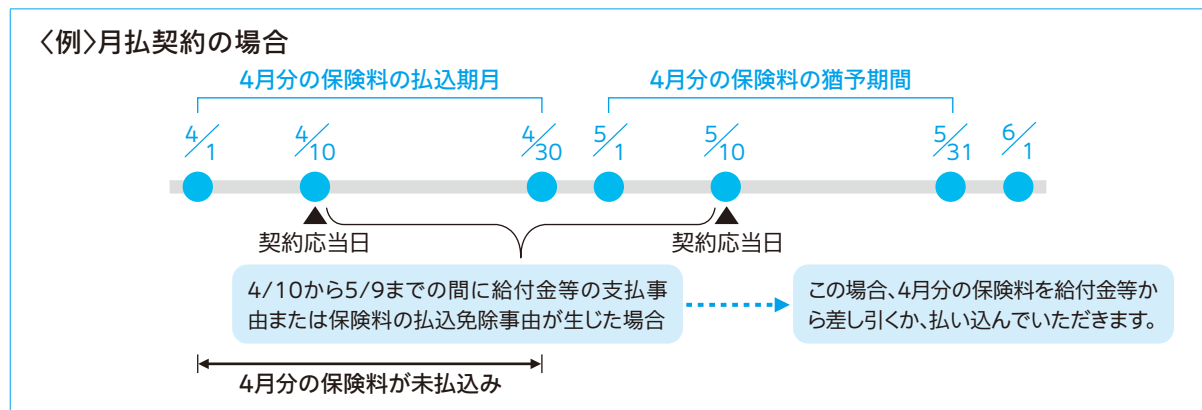 〈例〉月払契約の場合
4月分の保険料の払込期月
4月分の保険料の猶予期間
4/1
4/10
4/30
5/1
5/10
5/31
6/1
契約応当日
契約応当日
4/10から5/9までの間に給付金等の支払事
由または保険料の払込免除事由が生じた場合
この場合、4月分の保険料を給付金等か
ら差し引くか、払い込んでいただきます。
4月分の保険料が未払込み